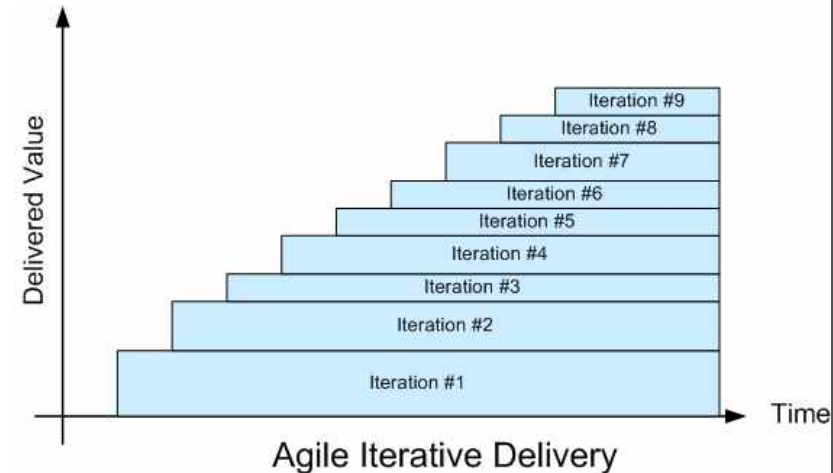 Iteration #9
Iteration #8
Iteration #7
Iteration #6
Iteration #5
Iteration #4
Iteration #3
Iteration #2
Iteration #1
Delivered Value
Time
Agile Iterative Delivery